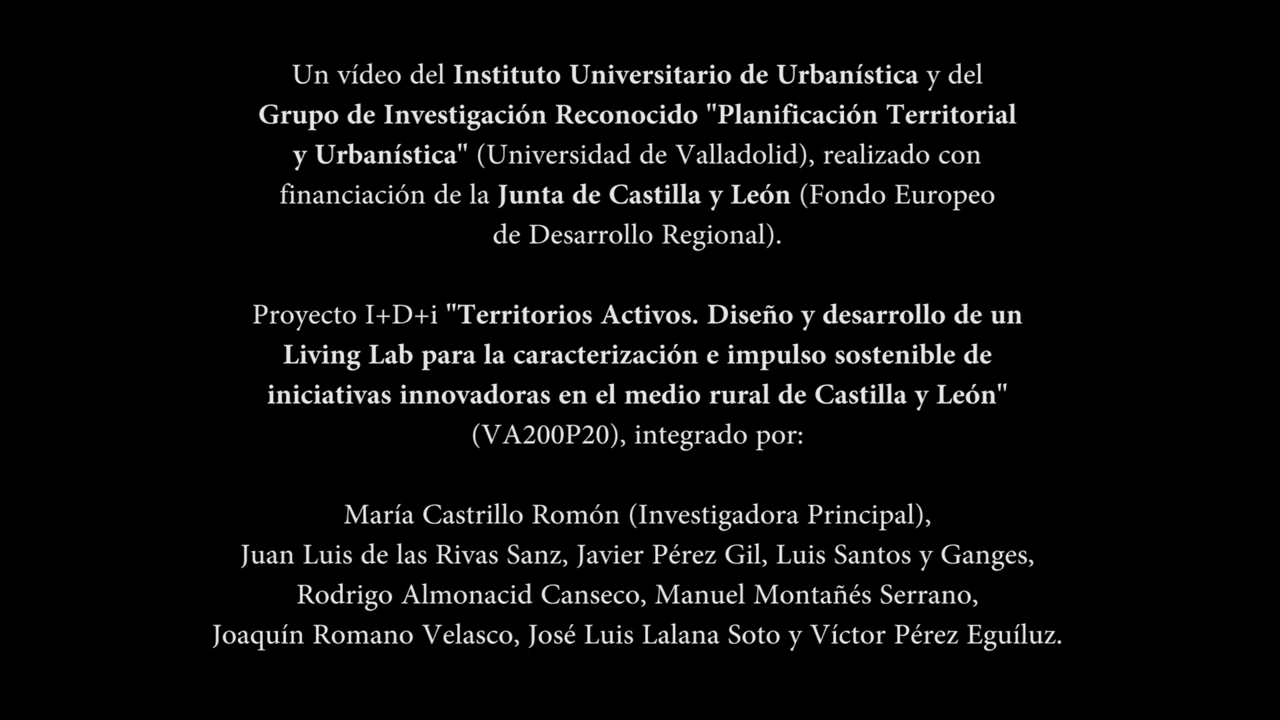 Un vídeo del Instituto Universitario de Urbanística y del
Grupo de Investigación Reconocido "Planificación Territorial
y Urbanística" (Universidad de Valladolid), realizado con
financiación de la Junta de Castilla y León (Fondo Europeo
de Desarrollo Regional).
Proyecto I+D+i "Territorios Activos. Diseño y desarrollo de un
Living Lab para la caracterización e impulso sostenible de
iniciativas innovadoras en el medio rural de Castilla y León"
(VA200P20), integrado por:
María Castrillo Romón (Investigadora Principal),
Juan Luis de las Rivas Sanz, Javier Pérez Gil, Luis Santos y Ganges,
Rodrigo Almonacid Canseco, Manuel Montañés Serrano,
Joaquín Romano Velasco, José Luis Lalana Soto y Víctor Pérez Eguíluz.